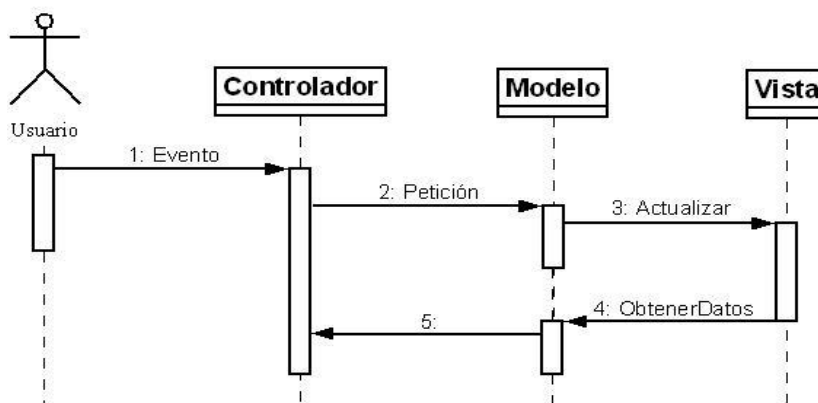 Controlador
Modelo
Vista
Usuario
1: Evento
2: Petición
3: Actualizar
4: ObtenerDatos
5: